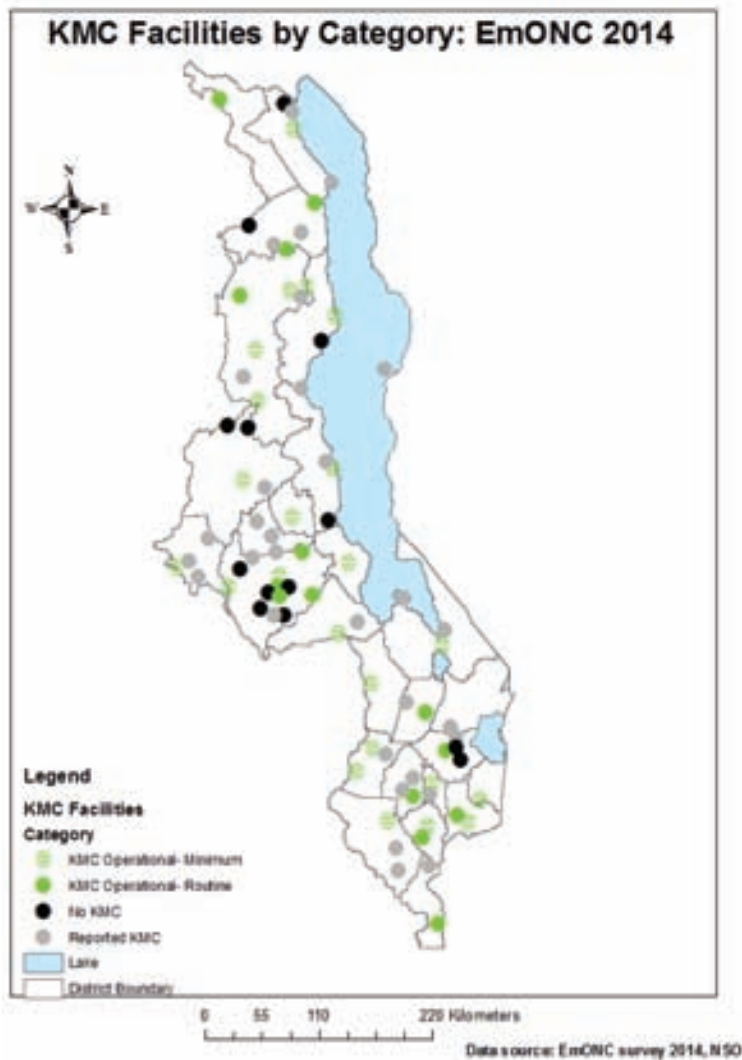 KMC Facilities by Category: EmONC 2014
N
W E
S
Legend
KMC Facilities
Category
KMC Operational- Minimum
KMC Operational- Routine
No KMC
Reported KMC
Lake
District Boundary
0 55 110 220 Kilometers
Data source: EmONC survey 2014, NSO